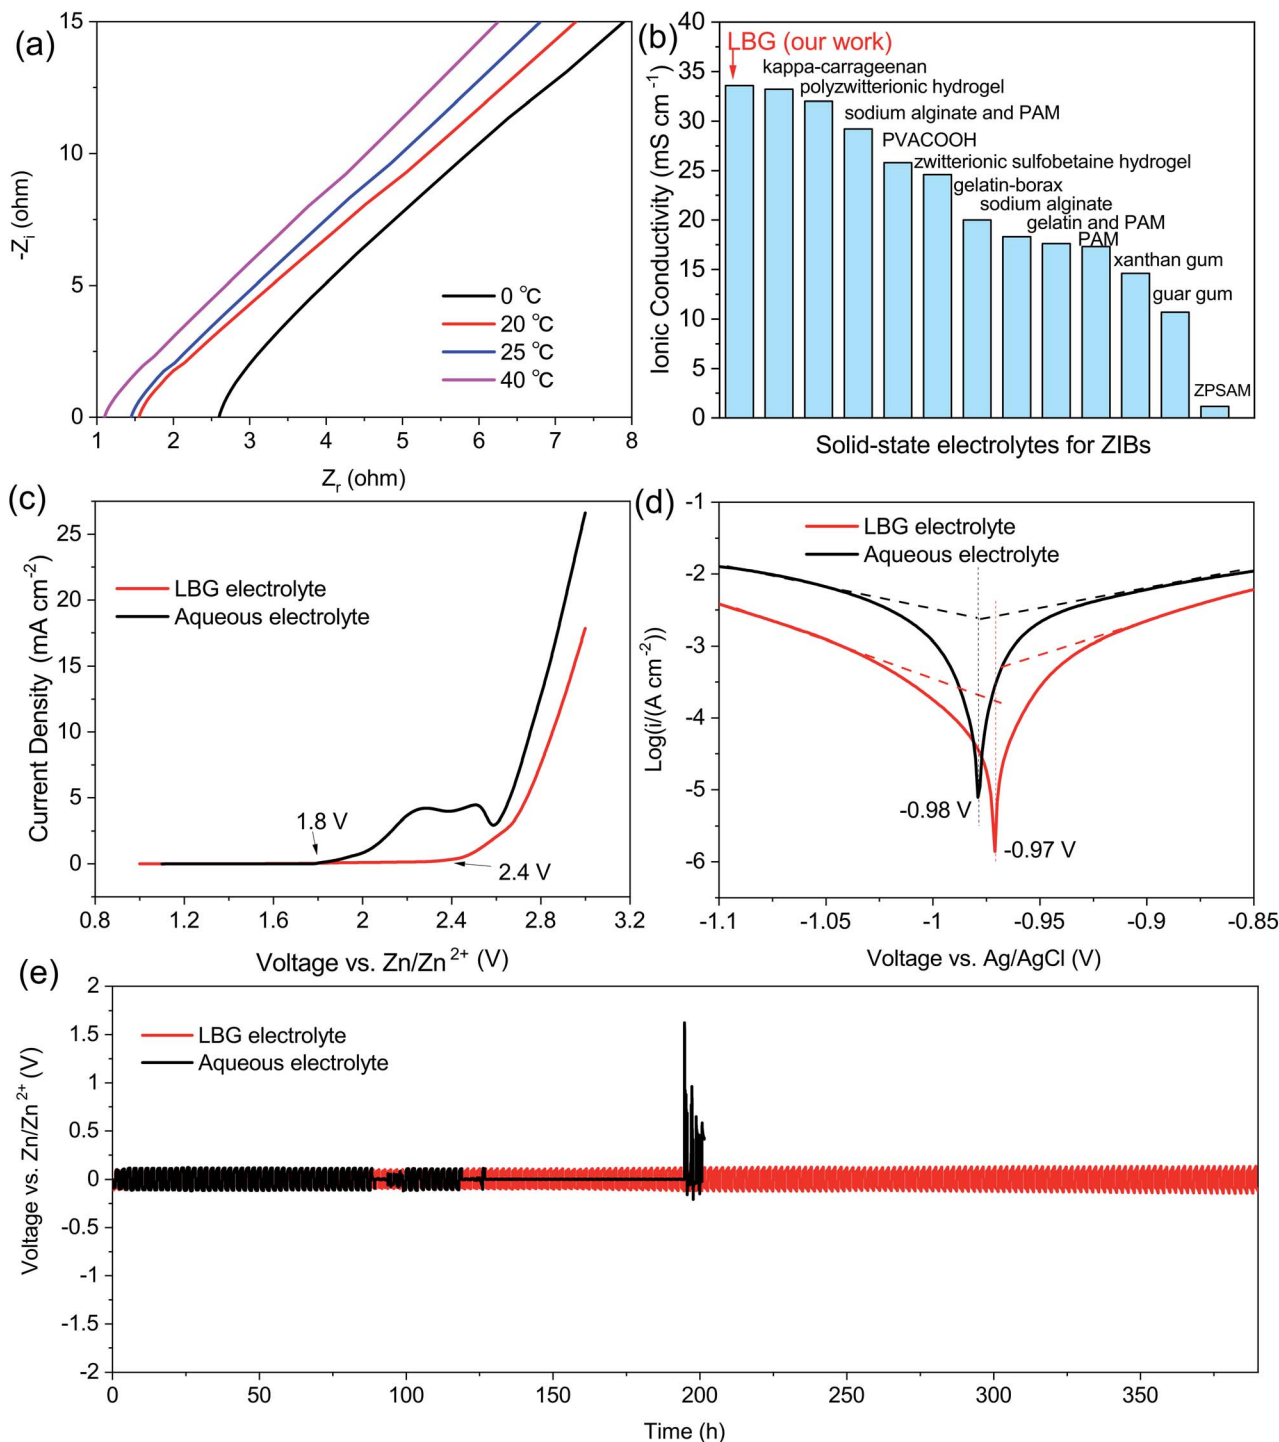 (a)
15
10
5
0
-Zi (ohm)
0 °C
20 °C
25 °C
40 °C
1 2 3 4 5 6 7 8
Zr (ohm)
(b)
40
35
30
25
20
15
10
5
0
Ionic Conductivity (mS cm-1)
LBG (our work)
kappa-carrageenan
polyzwitterionic hydrogel
sodium alginate and PAM
PVACOOH
zwitterionic sulfobetaine hydrogel
gelatin-borax
sodium alginate
gelatin and PAM
PAM
xanthan gum
guar gum
ZPSAM
Solid-state electrolytes for ZIBs
(c)
25
20
15
10
5
0
Current Density (mA cm-2)
LBG electrolyte
Aqueous electrolyte
1.8 V
2.4 V
0.8 1.2 1.6 2 2.4 2.8 3.2
Voltage vs. Zn/Zn2+ (V)
(d)
-1
-2
-3
-4
-5
-6
Log(i/(A cm-2))
LBG electrolyte
Aqueous electrolyte
-0.98 V
-0.97 V
-1.1 -1.05 -1 -0.95 -0.9 -0.85
Voltage vs. Ag/AgCl (V)
(e)
2
1.5
1
0.5
0
-0.5
-1
-1.5
-2
Voltage vs. Zn/Zn2+ (V)
LBG electrolyte
Aqueous electrolyte
0 50 100 150 200 250 300 350
Time (h)